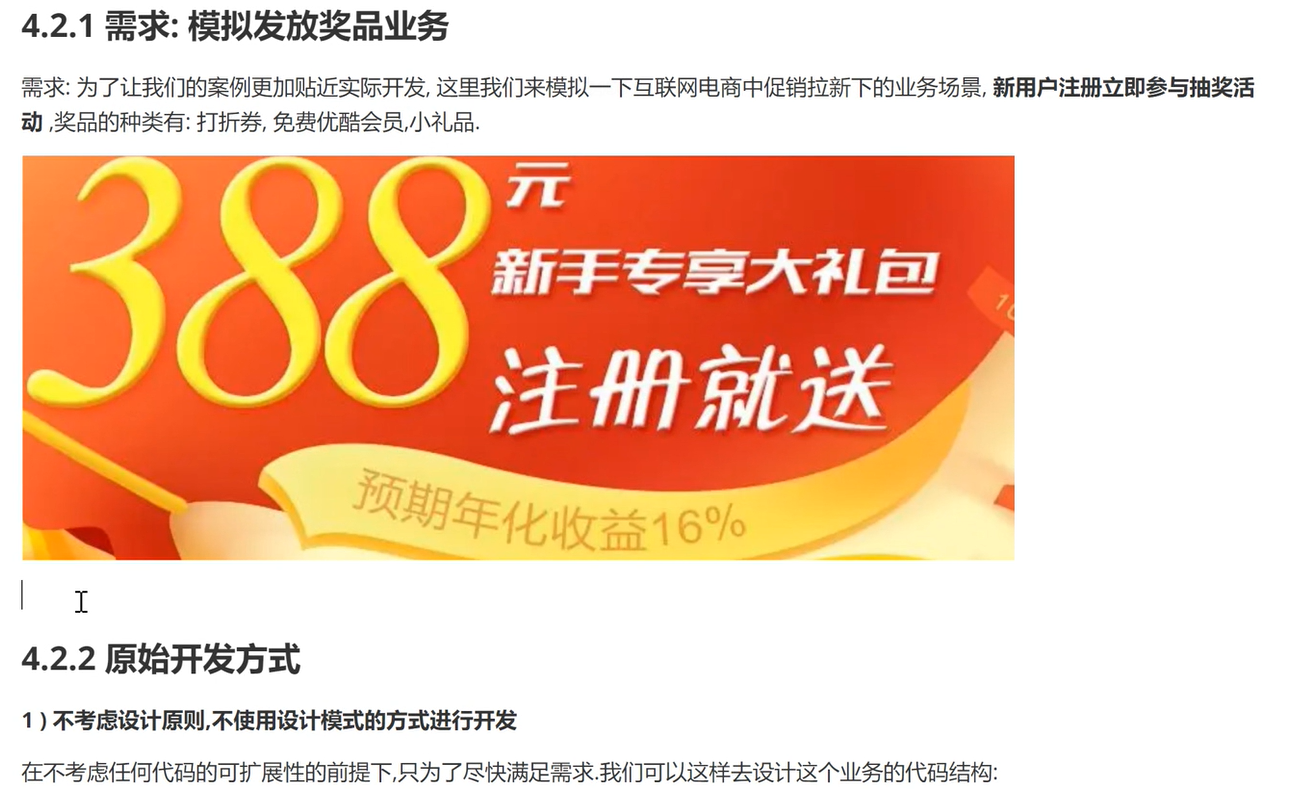 4.2.1 需求: 模拟发放奖品业务
需求: 为了让我们的案例更加贴近实际开发, 这里我们来模拟一下互联网电商中促销拉新下的业务场景, 新用户注册立即参与抽奖活
动 ,奖品的种类有: 打折券, 免费优酷会员,小礼品.
388元
新手专享大礼包
注册就送
预期年化收益16%
4.2.2 原始开发方式
1 ) 不考虑设计原则,不使用设计模式的方式进行开发
在不考虑任何代码的可扩展性的前提下,只为了尽快满足需求.我们可以这样去设计这个业务的代码结构: